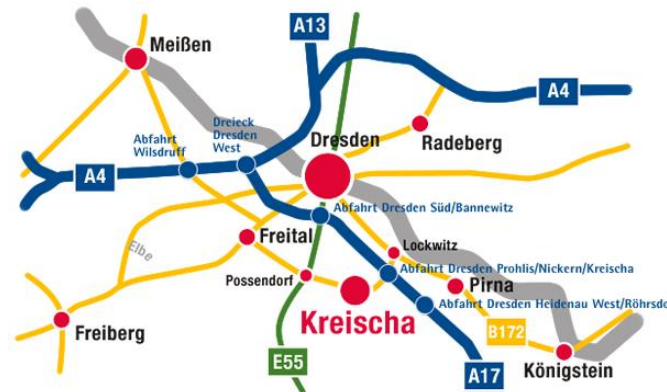 A13
Meißen
A4
Abfahrt
Wilsdruff
Dreieck
Dresden
West
Dresden
Radeberg
A4
Abfahrt Dresden Süd/Bannewitz
Elbe
Freital
Lockwitz
Possendorf
Abfahrt Dresden Prohlis/Nickern/Kreischa
Pirna
Abfahrt Dresden Heidenau West/Röhrsdo
Kreischa
Freiberg
B172
E55
A17
Königstein